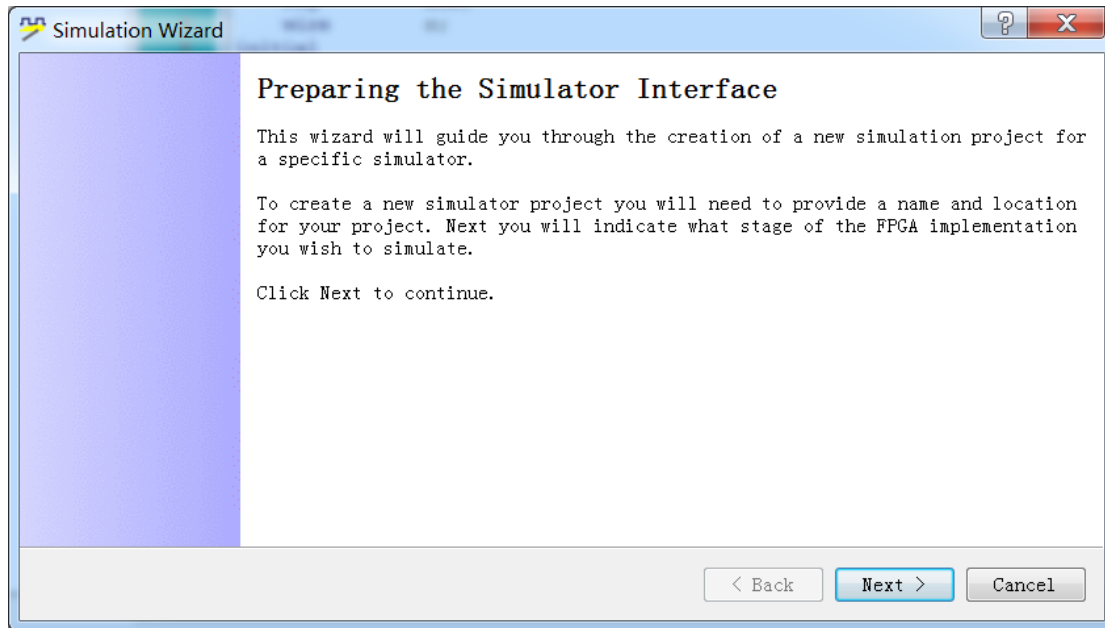 Simulation Wizard
Preparing the Simulator Interface
This wizard will guide you through the creation of a new simulation project for
a specific simulator.
To create a new simulator project you will need to provide a name and location
for your project. Next you will indicate what stage of the FPGA implementation
you wish to simulate.
Click Next to continue.
< Back
Next >
Cancel